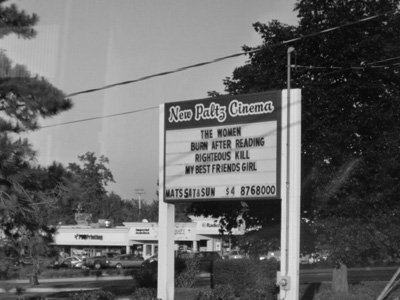 New Paltz Cinema
THE WOMEN
BURN AFTER READING
RIGHTEOUS KILL
MY BEST FRIENDS GIRL
MATS SAT & SUN $4 8768000